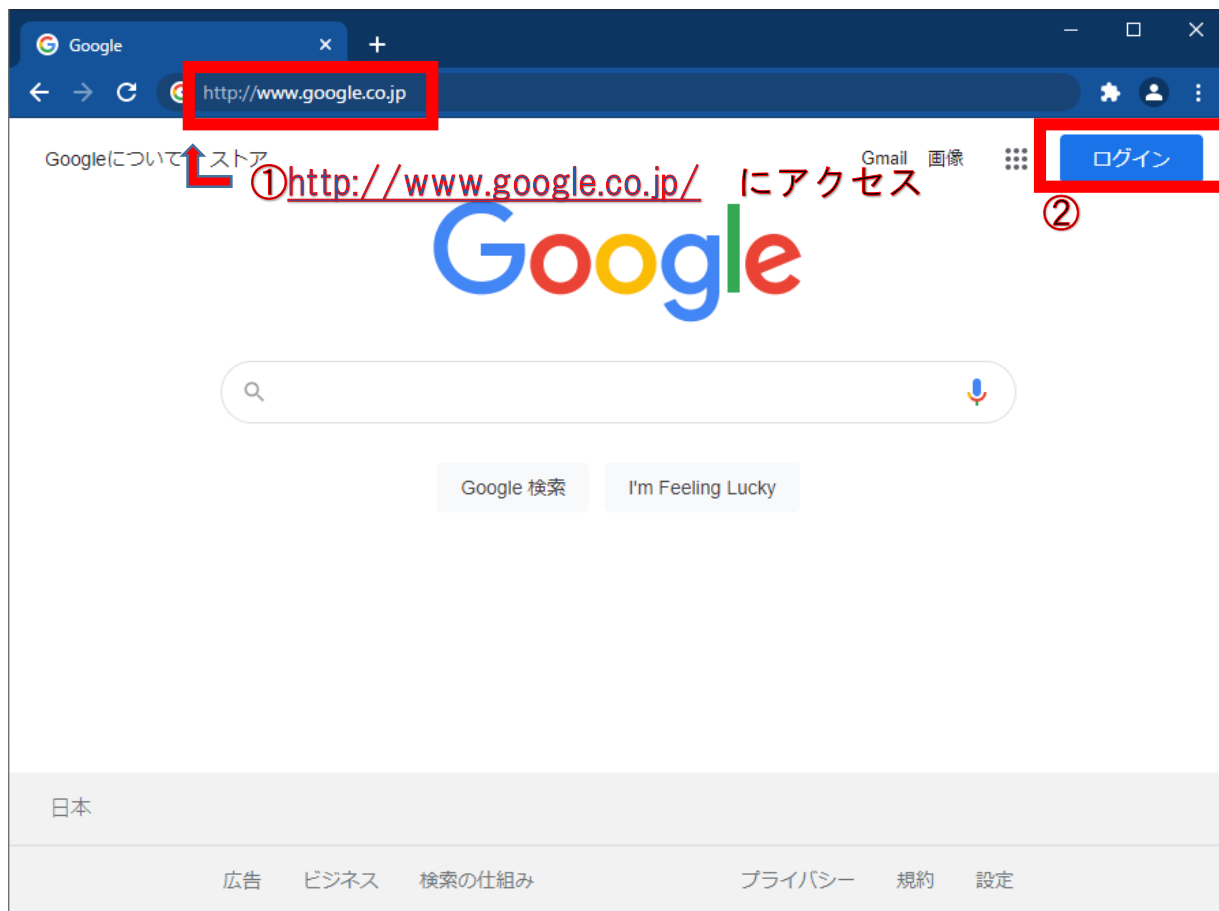 Google
http://www.google.co.jp
Googleについて ストア
Gmail 画像
ログイン
①http://www.google.co.jp/ にアクセス
②
Google
Google 検索 I'm Feeling Lucky
日本
広告 ビジネス 検索の仕組み プライバシー 規約 設定